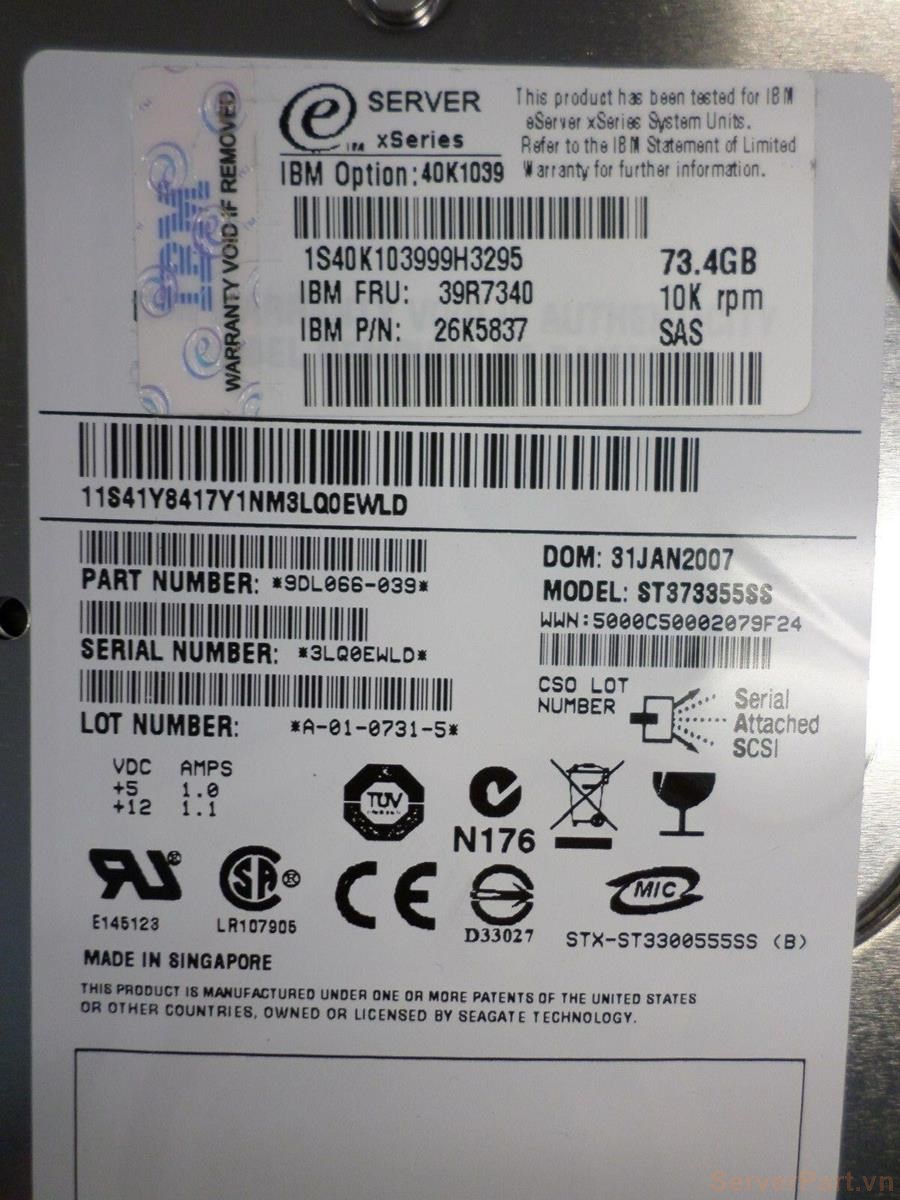 IBM
WARRANTY VOID IF REMOVED
e SERVER
IBM xSeries
This product has been tested for IBM
eServer xSeries System Units.
Refer to the IBM Statement of Limited
Warranty for further information.
IBM Option:40K1039
1S40K103999H3295
73.4GB
IBM FRU: 39R7340
10K rpm
IBM P/N: 26K5837
SAS
11S41Y8417Y1NM3LQ0EWLD
PART NUMBER: *9DL066-039*
SERIAL NUMBER: *3LQ0EWLD*
LOT NUMBER: *A-01-0731-5*
DOM: 31JAN2007
MODEL: ST373355SS
WWN:5000C50002079F24
CSO LOT
NUMBER
Serial
Attached
SCSI
VDC AMPS
+5 1.0
+12 1.1
TUV
N176
E145123
SA ®
LR107905
CE
D33027
MIC
STX-ST3300555SS (B)
MADE IN SINGAPORE
THIS PRODUCT IS MANUFACTURED UNDER ONE OR MORE PATENTS OF THE UNITED STATES
OR OTHER COUNTRIES, OWNED OR LICENSED BY SEAGATE TECHNOLOGY.
ServerPart.vn